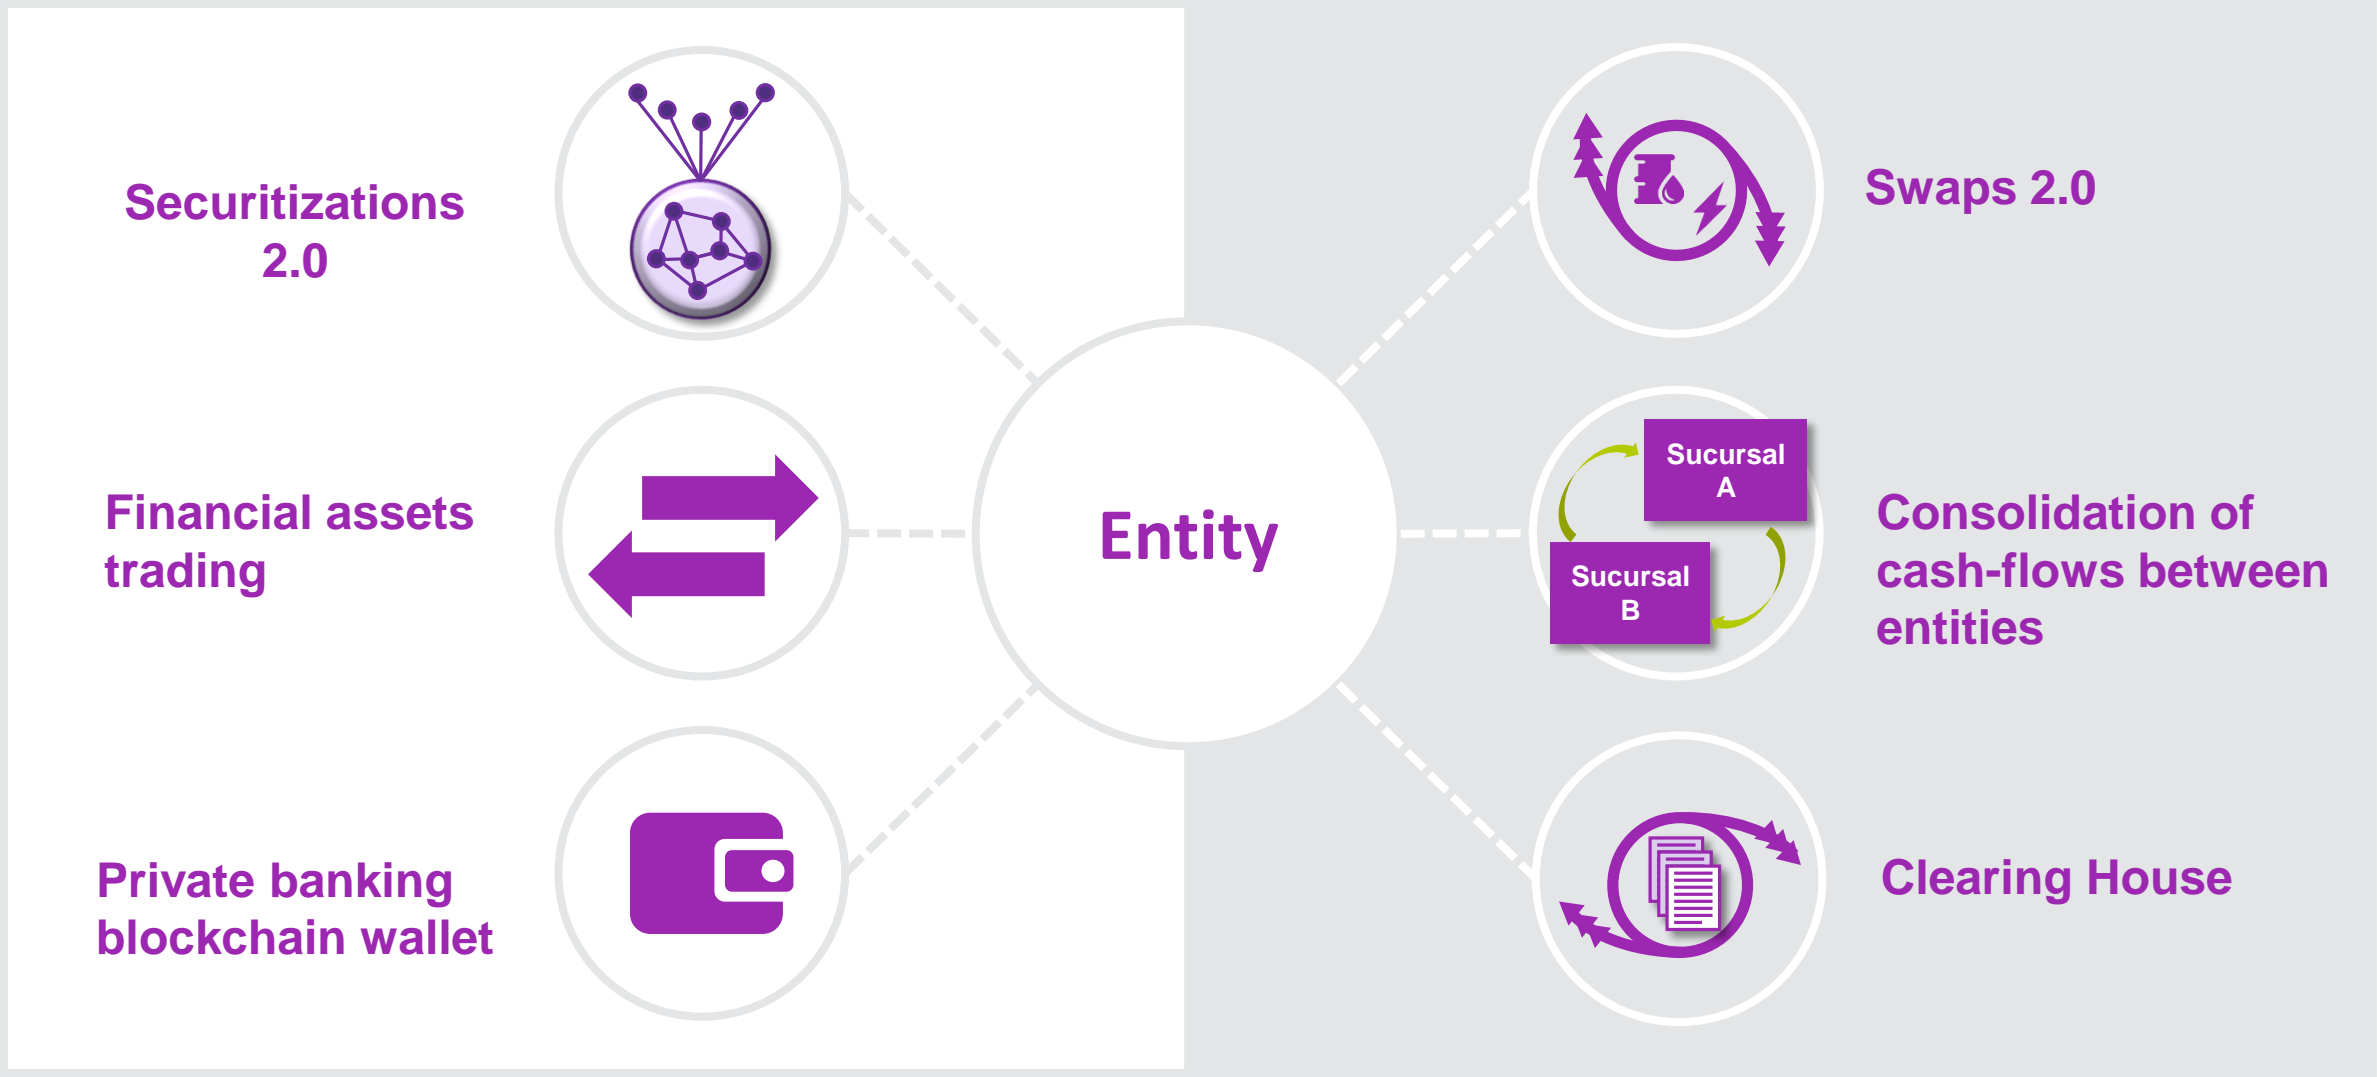 Securitizations
2.0
Financial assets
trading
Private banking
blockchain wallet
Entity
Swaps 2.0
Sucursal
A
Sucursal
B
Consolidation of
cash-flows between
entities
Clearing House